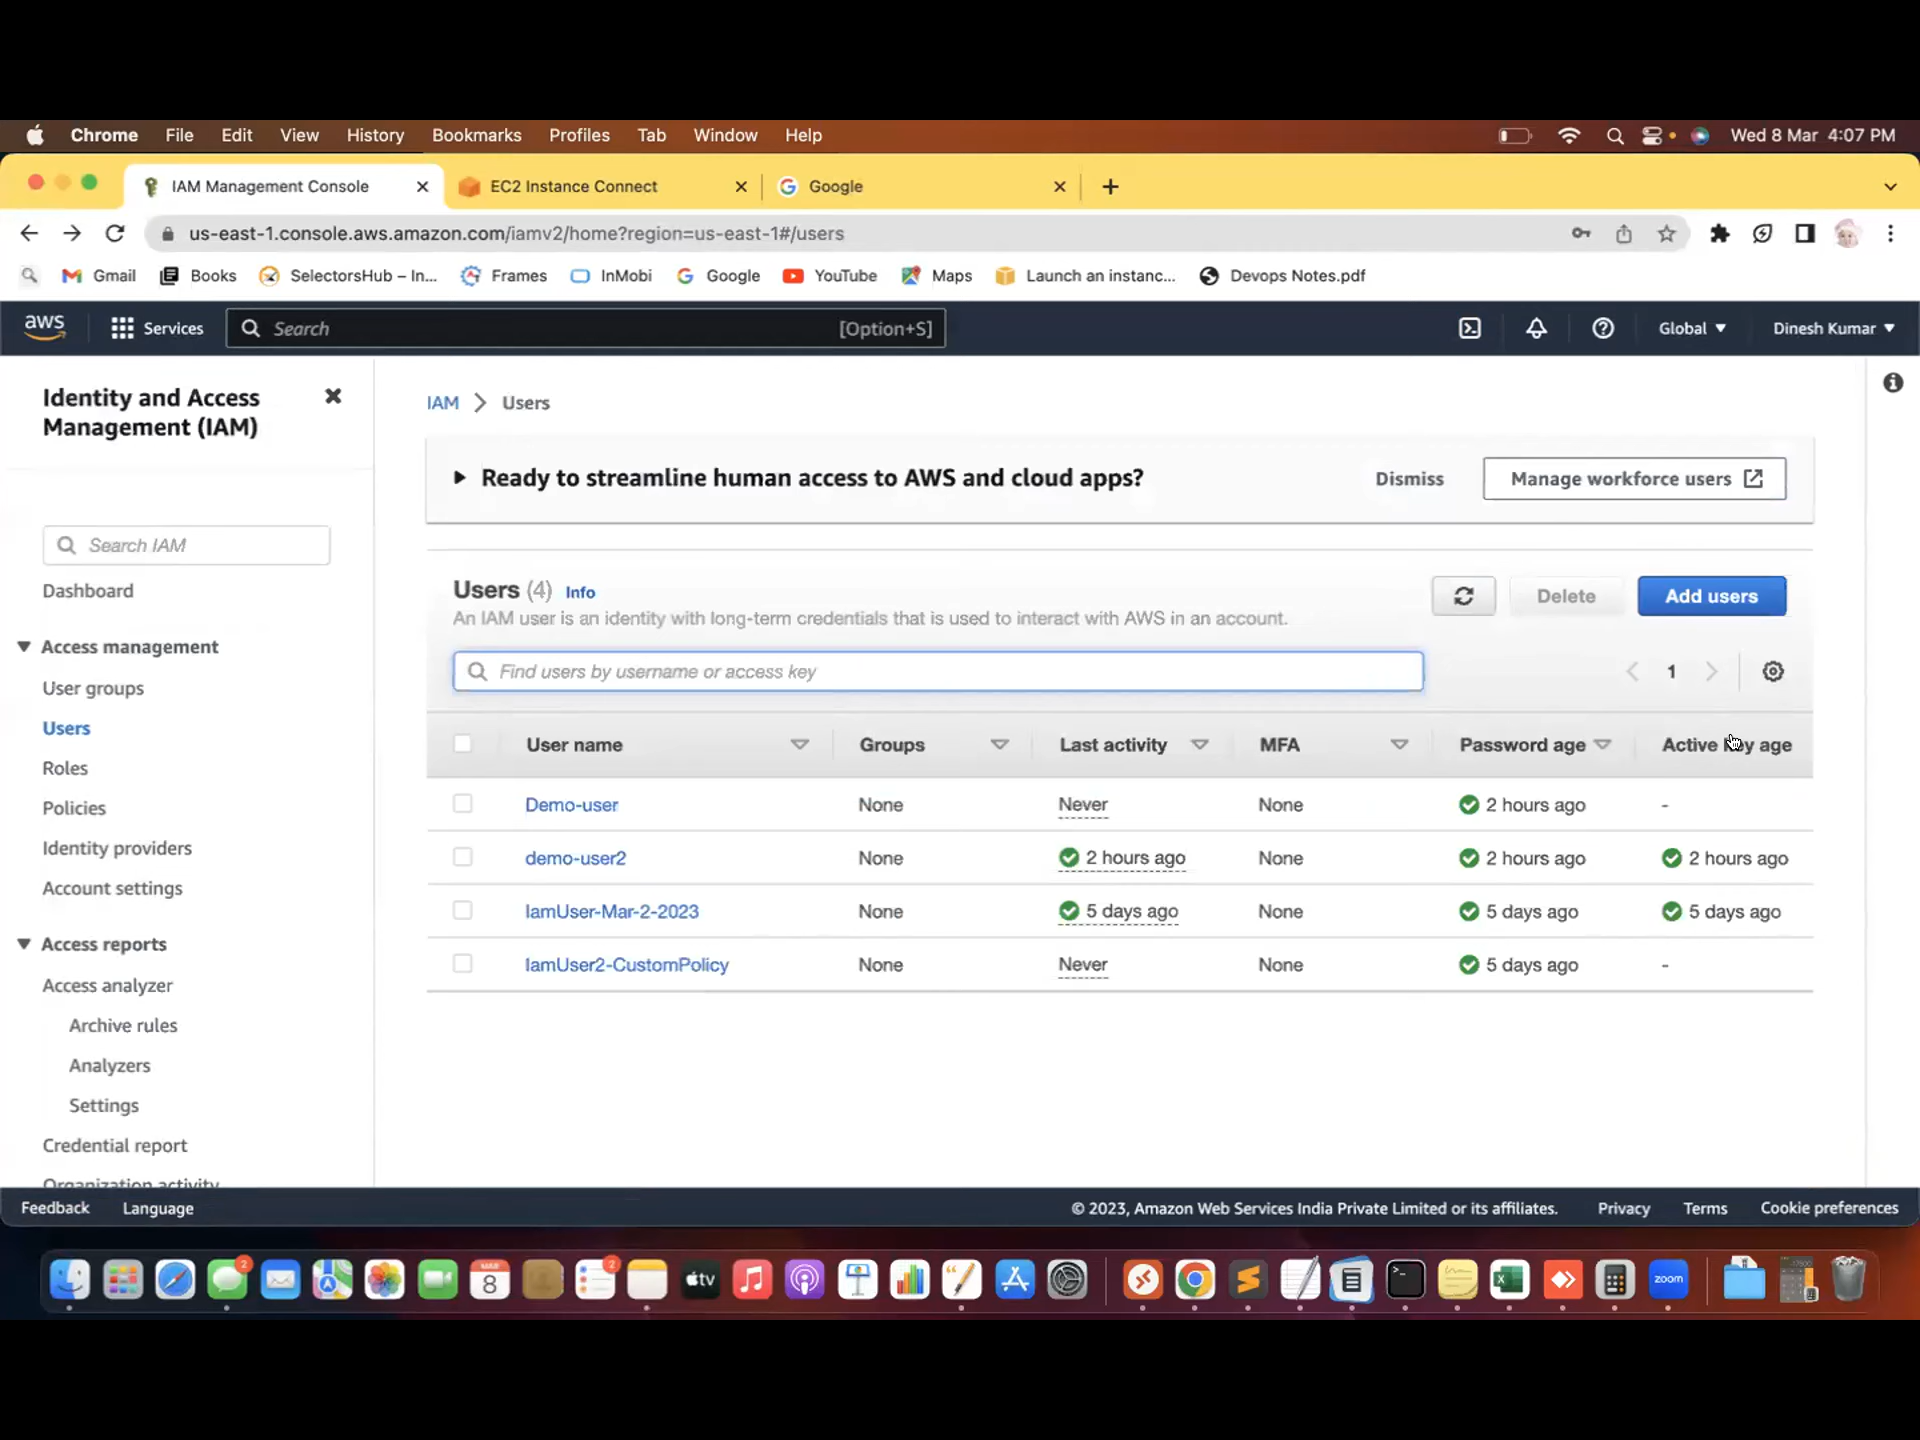 Chrome File Edit View History Bookmarks Profiles Tab Window Help Wed 8 Mar 4:07 PM
IAM Management Console EC2 Instance Connect Google
us-east-1.console.aws.amazon.com/iamv2/home?region=us-east-1#/users
Gmail Books SelectorsHub – In... Frames InMobi Google YouTube Maps Launch an instanc... Devops Notes.pdf
aws Services Search [Option+S] Global Dinesh Kumar
Identity and Access
Management (IAM)
Search IAM
Dashboard
Access management
User groups
Users
Roles
Policies
Identity providers
Account settings
Access reports
Access analyzer
Archive rules
Analyzers
Settings
Credential report
Organization activity
IAM > Users
Ready to streamline human access to AWS and cloud apps? Dismiss Manage workforce users
Users (4) Info
An IAM user is an identity with long-term credentials that is used to interact with AWS in an account.
Delete Add users
Find users by username or access key 1
User name Groups Last activity MFA Password age Active key age
Demo-user None Never None 2 hours ago -
demo-user2 None 2 hours ago None 2 hours ago 2 hours ago
IamUser-Mar-2-2023 None 5 days ago None 5 days ago 5 days ago
IamUser2-CustomPolicy None Never None 5 days ago -
Feedback Language © 2023, Amazon Web Services India Private Limited or its affiliates. Privacy Terms Cookie preferences
2 MAR 8 2 tv zoom